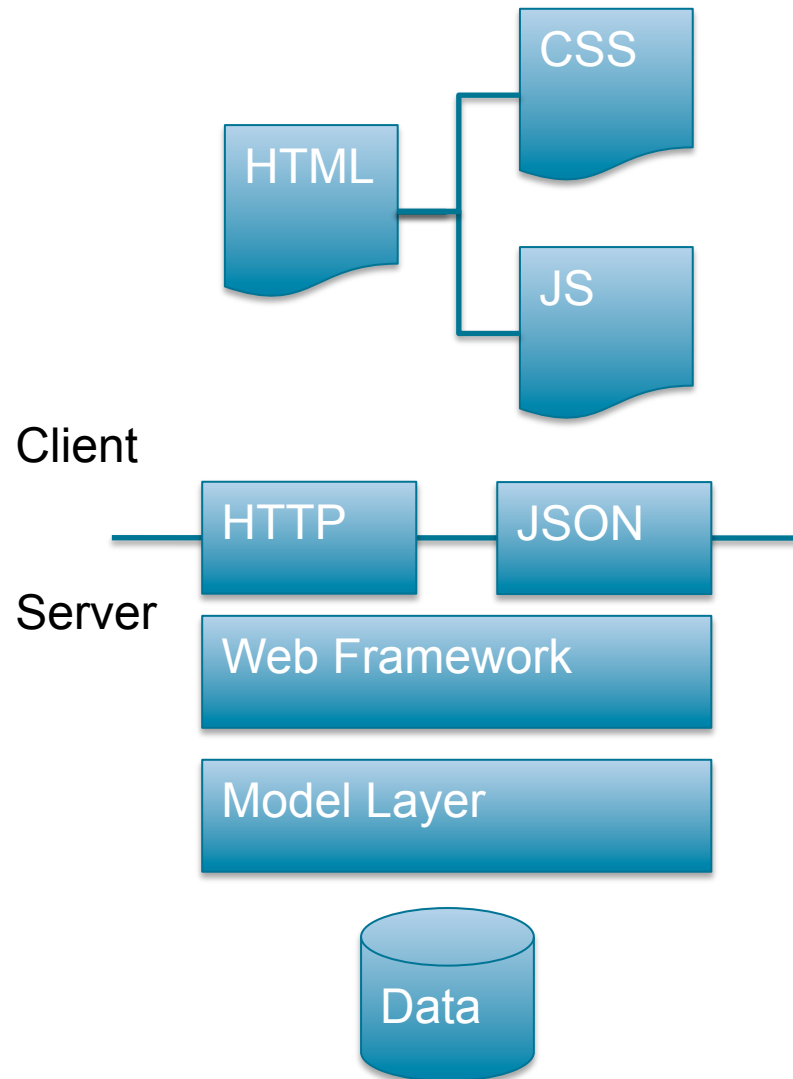 CSS
HTML
JS
Client
HTTP
JSON
Server
Web Framework
Model Layer
Data